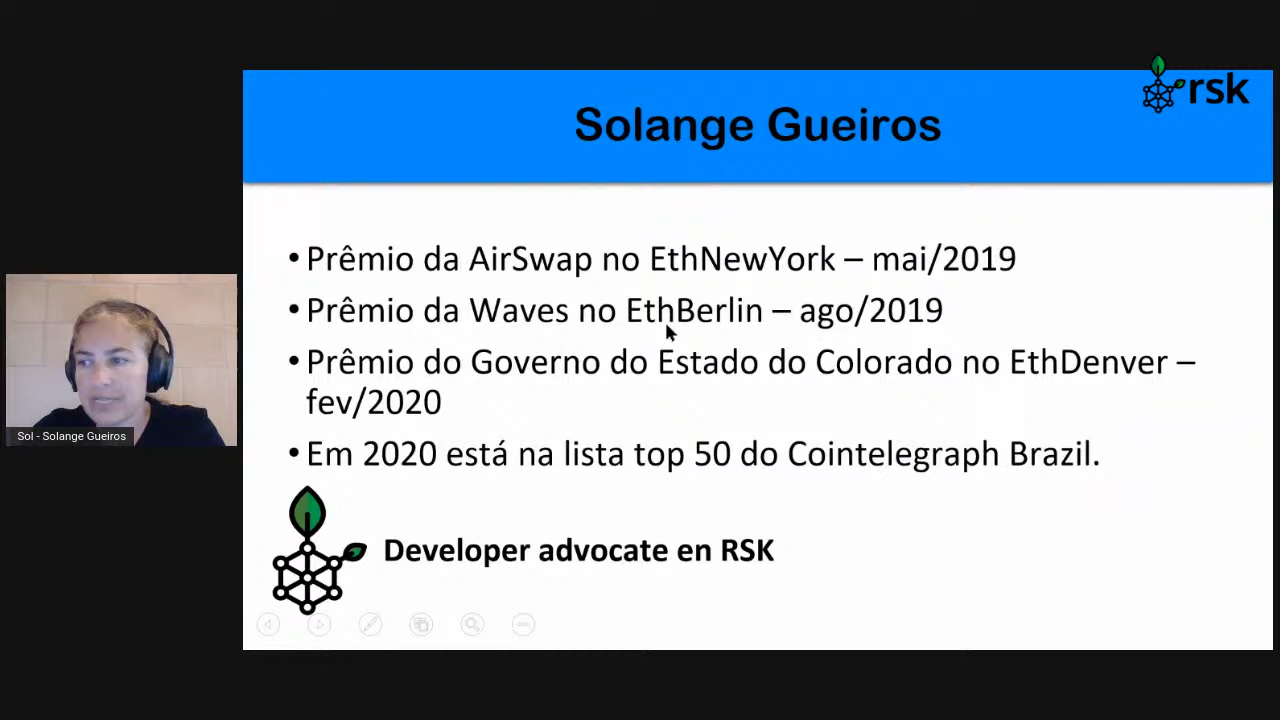 rsk
Solange Gueiros
• Prêmio da AirSwap no EthNewYork – mai/2019
• Prêmio da Waves no EthBerlin – ago/2019
• Prêmio do Governo do Estado do Colorado no EthDenver –
fev/2020
• Em 2020 está na lista top 50 do Cointelegraph Brazil.
Developer advocate en RSK
Sol - Solange Gueiros